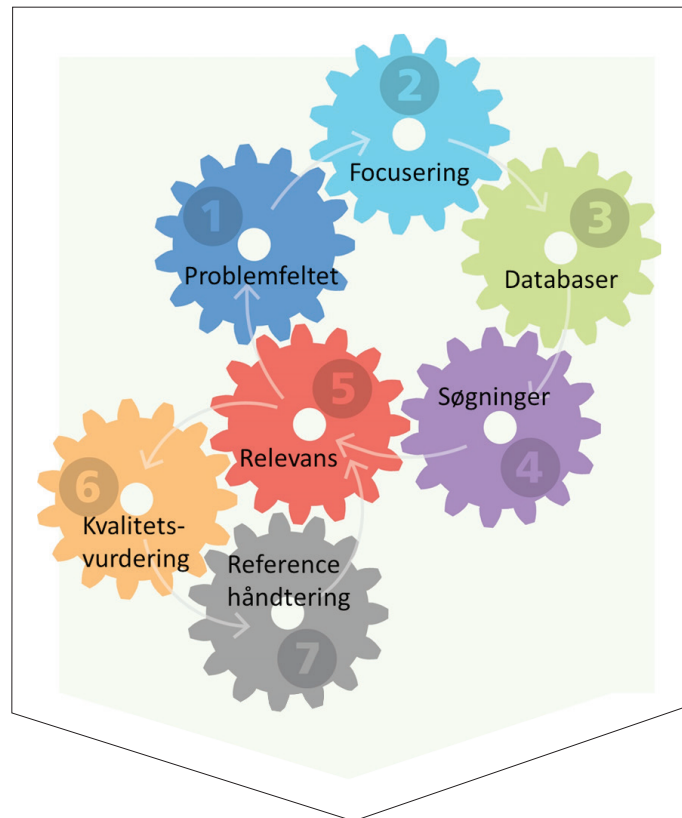 1
Problemfeltet
2
Focusering
3
Databaser
Søgninger
4
5
Relevans
6
Kvalitets-
vurdering
Reference
håndtering
7